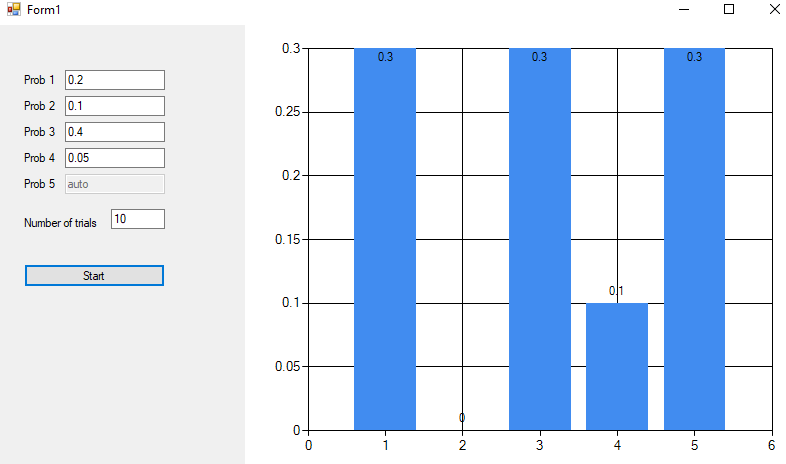 Form1
Prob 1 0.2
Prob 2 0.1
Prob 3 0.4
Prob 4 0.05
Prob 5 auto
Number of trials 10
Start
0.3
0.25
0.2
0.15
0.1
0.05
0
0.3 0.3 0.3
0.1
0
0 1 2 3 4 5 6